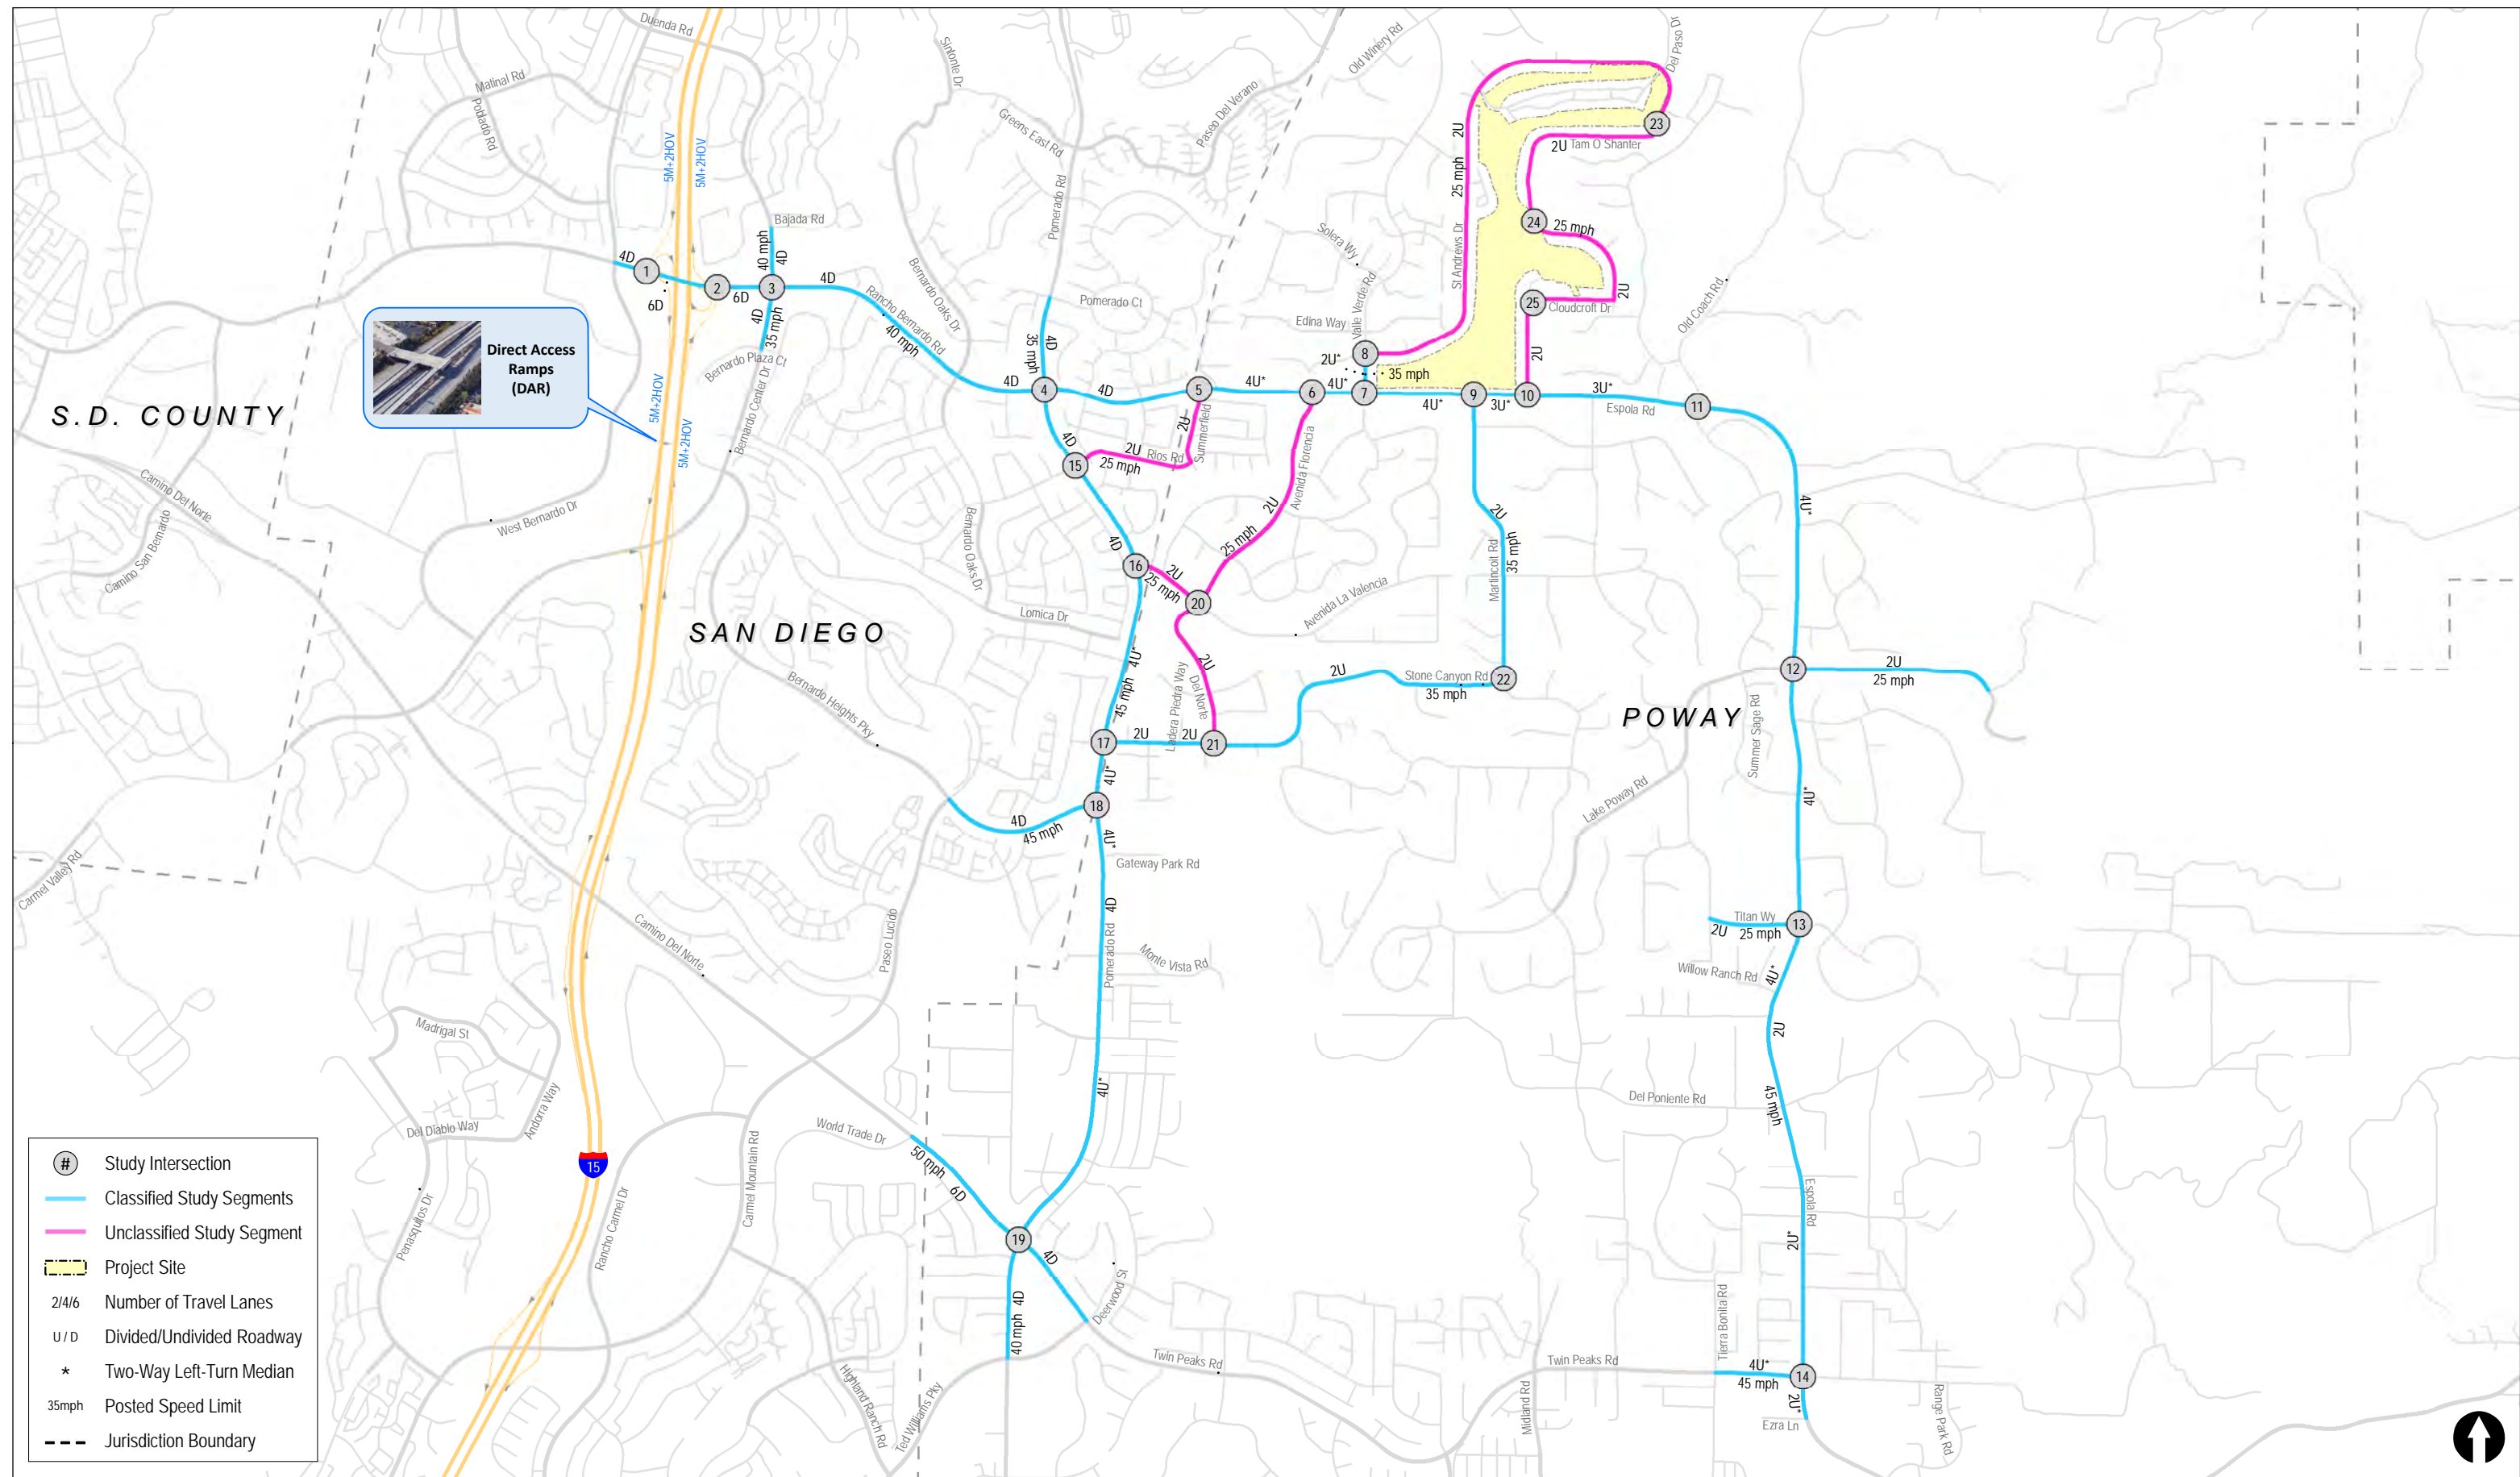 Duenda Rd
Matinal Rd
Poblado Rd
Sintonte Dr
Greens East Rd
Paseo Del Verano
Old Winery Rd
Del Paso Dr
5M+2HOV
5M+2HOV
Pomerado Rd
2U
25 mph
23
2U Tam O Shanter
Bajada Rd
40 mph
4D
4D
1
6D
2
6D
3
4D
4D
35 mph
Bernardo Plaza Ct
Rancho Bernardo Rd
40 mph
Bernardo Oaks Dr
Pomerado Ct
Solera Wy
Valle Verde Rd
Edina Way
St Andrews Dr
24
25 mph
2U
25
Cloudcroft Dr
2U
Old Coach Rd
Direct Access
Ramps
(DAR)
5M+2HOV
5M+2HOV
Bernardo Center Dr
35 mph
4D
4D
4
4D
5
4U*
6
4U*
7
2U*
8
35 mph
4U*
9
3U*
10
3U*
Espola Rd
11
4U*
S.D. COUNTY
4D
15
2U
25 mph
Rios Rd
2U
Summerfield
Avenida Florencia
2U
25 mph
2U
Martincoit Rd
35 mph
Camino Del Norte
Camino San Bernardo
West Bernardo Dr
Bernardo Oaks Dr
4D
16
2U
25 mph
20
Avenida La Valencia
Lomica Dr
SAN DIEGO
4U*
45 mph
Ladera Piedra Way
2U
Del Norte
2U
Stone Canyon Rd
35 mph
22
12
2U
25 mph
POWAY
Summer Sage Rd
Bernardo Heights Pky
17
2U
2U
21
4U*
18
4D
45 mph
4U*
Gateway Park Rd
Lake Poway Rd
4U*
Carmel Valley Rd
Camino Del Norte
Paseo Lucido
4D
Pomerado Rd
Monte Vista Rd
Titan Wy
2U
25 mph
13
Willow Ranch Rd
4U*
2U
Madrigal St
Andorra Way
Del Diablo Way
4U*
Del Poniente Rd
45 mph
World Trade Dr
Carmel Mountain Rd
50 mph
6D
15
Penasquitos Dr
Rancho Carmel Dr
19
4D
4D
40 mph
Deerwood St
Espola Rd
2U*
Tierra Bonita Rd
Twin Peaks Rd
Twin Peaks Rd
4U*
45 mph
14
2U*
Ezra Ln
Highland Ranch Rd
Ted Williams Pky
Midland Rd
Range Park Rd
# Study Intersection
Classified Study Segments
Unclassified Study Segment
Project Site
2/4/6 Number of Travel Lanes
U / D Divided/Undivided Roadway
* Two-Way Left-Turn Median
35mph Posted Speed Limit
Jurisdiction Boundary